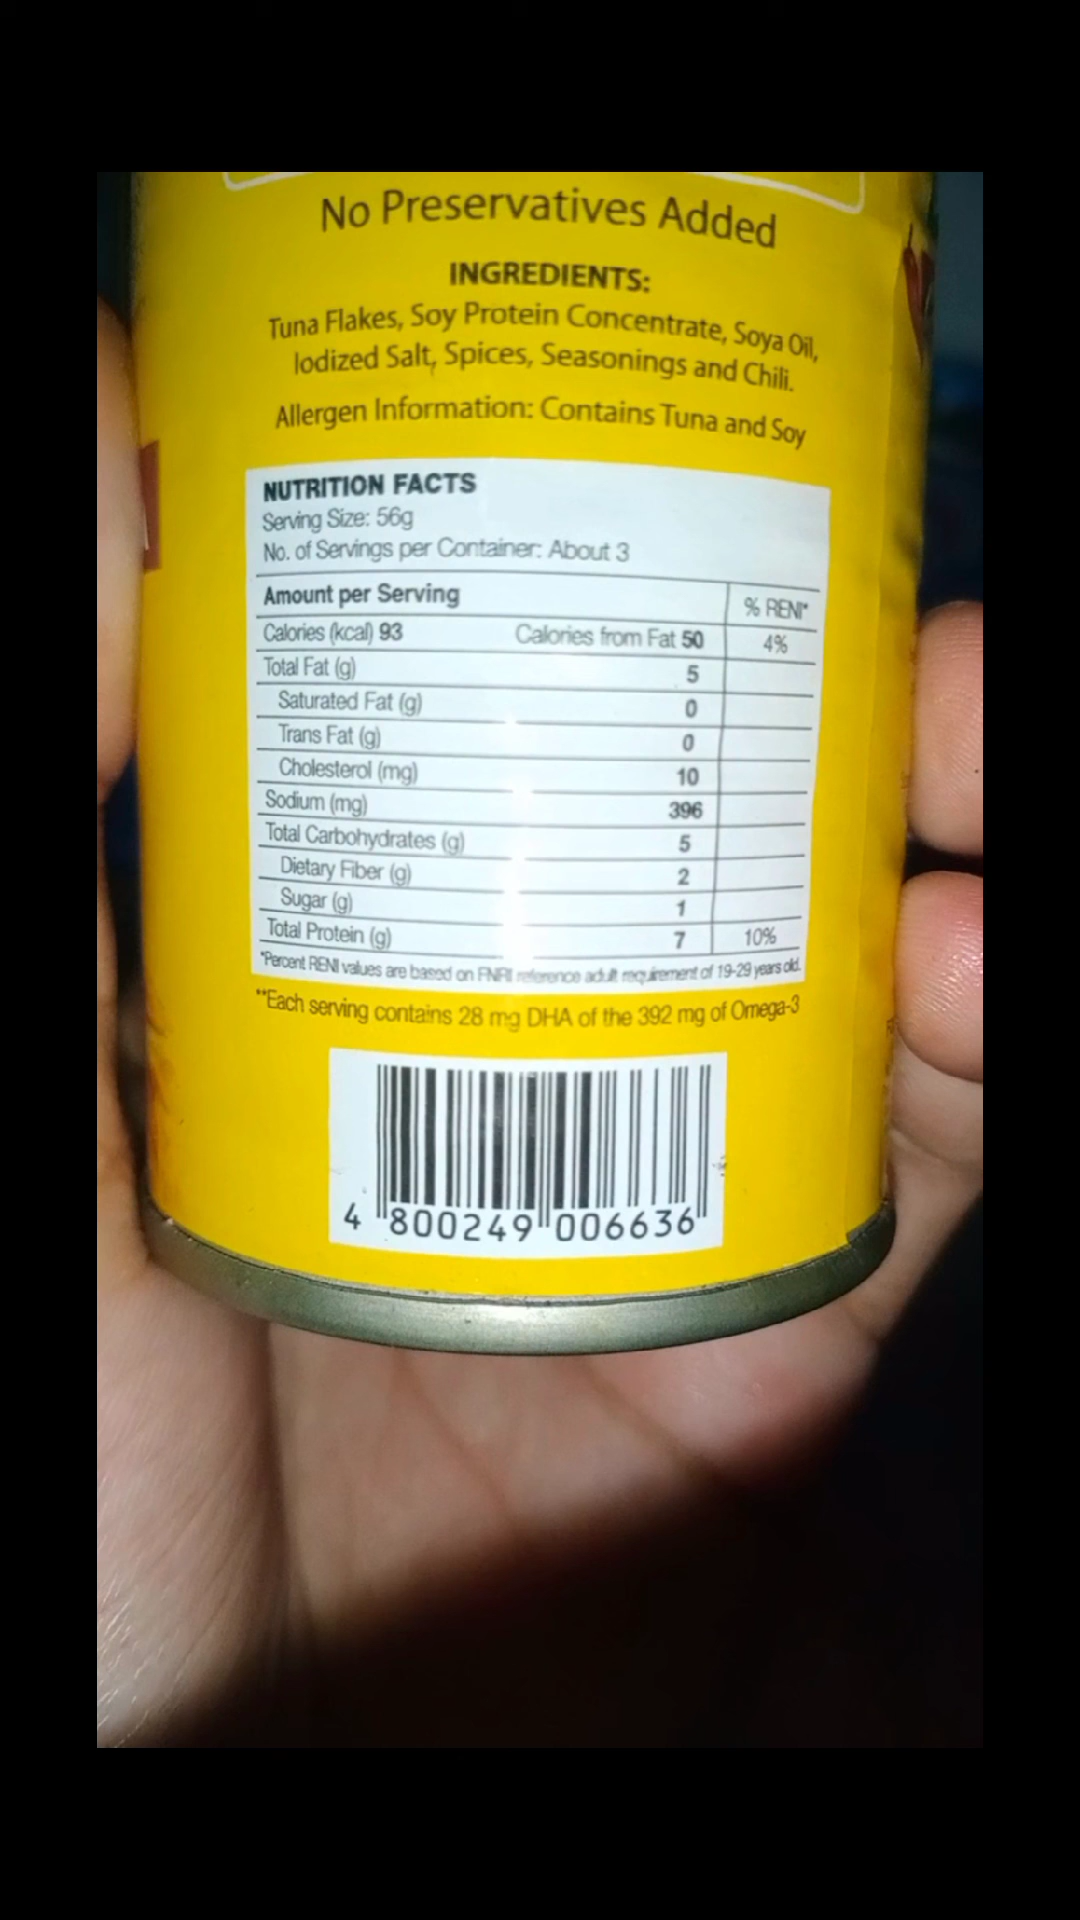 No Preservatives Added
INGREDIENTS:
Tuna Flakes, Soy Protein Concentrate, Soya Oil,
Iodized Salt, Spices, Seasonings and Chili.
Allergen Information: Contains Tuna and Soy
NUTRITION FACTS
Serving Size: 56g
No. of Servings per Container: About 3
Amount per Serving % RENI*
Calories (kcal) 93 Calories from Fat 50 4%
Total Fat (g) 5
Saturated Fat (g) 0
Trans Fat (g) 0
Cholesterol (mg) 10
Sodium (mg) 396
Total Carbohydrates (g) 5
Dietary Fiber (g) 2
Sugar (g) 1
Total Protein (g) 7 10%
*Percent RENI values are based on FNRI reference adult requirement of 19-29 years old.
**Each serving contains 28 mg DHA of the 392 mg of Omega-3
4 800249 006636